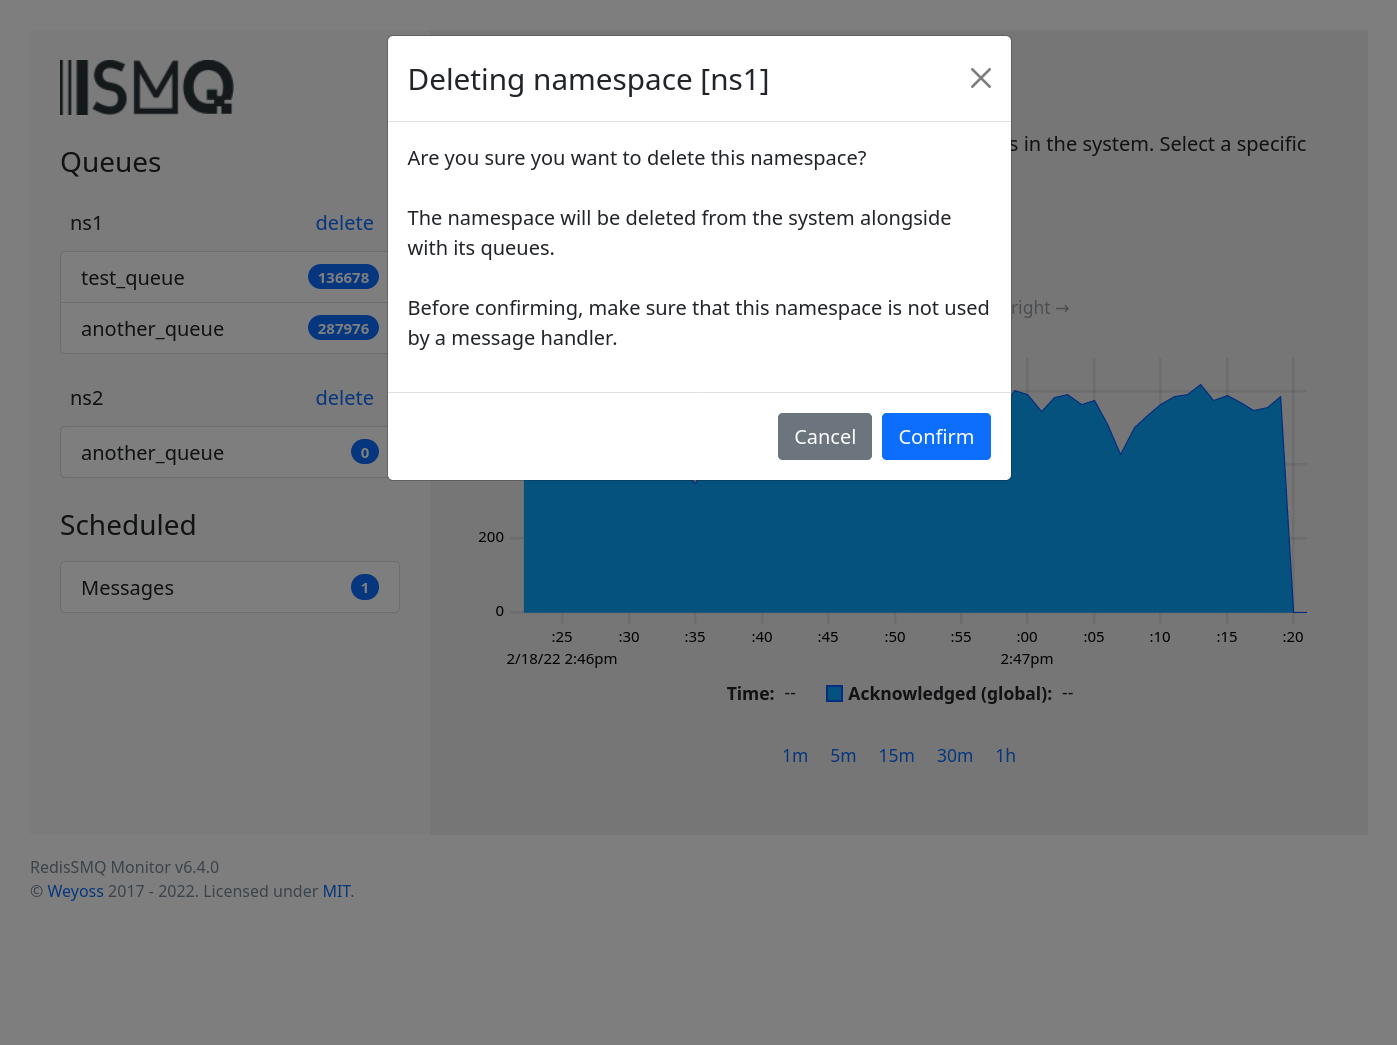 ISMQ
Queues
ns1 delete
test_queue 136678
another_queue 287976
ns2 delete
another_queue 0
Scheduled
Messages 1
Deleting namespace [ns1]
Are you sure you want to delete this namespace?
The namespace will be deleted from the system alongside
with its queues.
Before confirming, make sure that this namespace is not used
by a message handler.
Cancel Confirm
in the system. Select a specific
right →
200
0
:25 :30 :35 :40 :45 :50 :55 :00 :05 :10 :15 :20
2/18/22 2:46pm 2:47pm
Time: -- Acknowledged (global): --
1m 5m 15m 30m 1h
RedisSMQ Monitor v6.4.0
© Weyoss 2017 - 2022. Licensed under MIT.